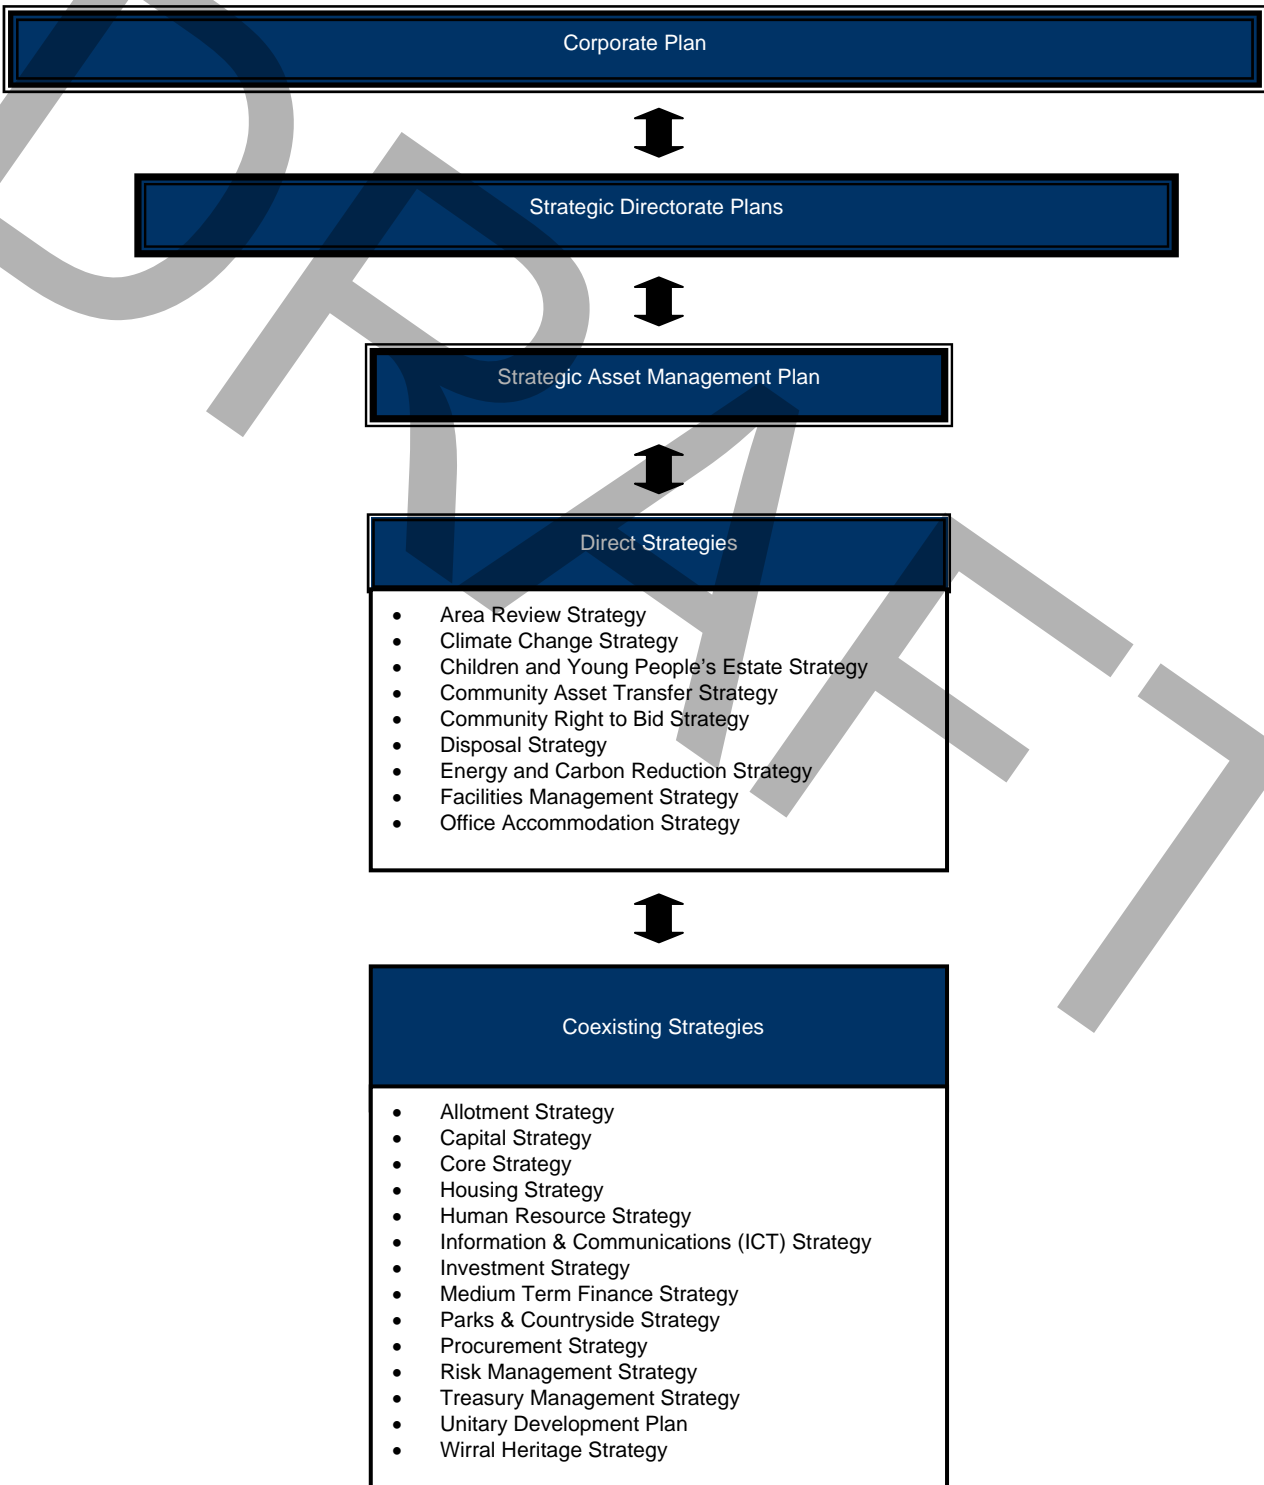 Corporate Plan
Strategic Directorate Plans
Strategic Asset Management Plan
Direct Strategies
• Area Review Strategy
• Climate Change Strategy
• Children and Young People’s Estate Strategy
• Community Asset Transfer Strategy
• Community Right to Bid Strategy
• Disposal Strategy
• Energy and Carbon Reduction Strategy
• Facilities Management Strategy
• Office Accommodation Strategy
Coexisting Strategies
• Allotment Strategy
• Capital Strategy
• Core Strategy
• Housing Strategy
• Human Resource Strategy
• Information & Communications (ICT) Strategy
• Investment Strategy
• Medium Term Finance Strategy
• Parks & Countryside Strategy
• Procurement Strategy
• Risk Management Strategy
• Treasury Management Strategy
• Unitary Development Plan
• Wirral Heritage Strategy
DRAFT